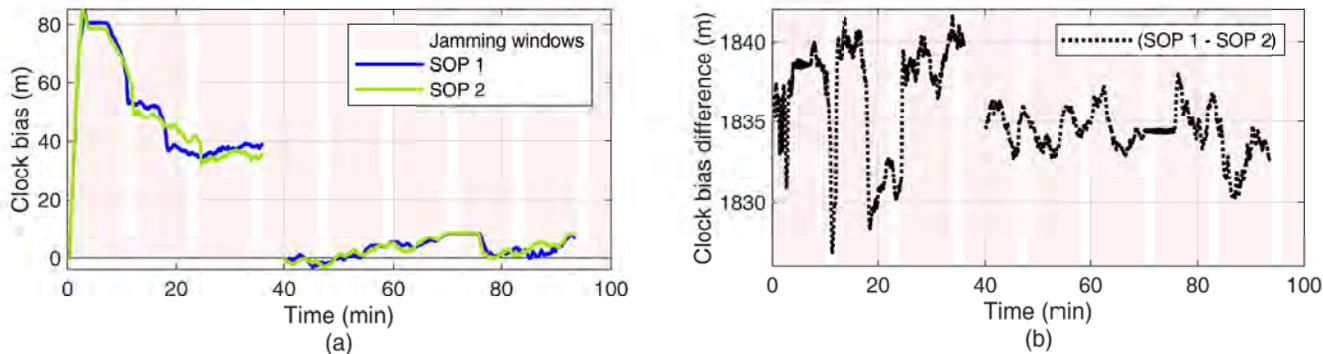 80
60
40
20
0
Clock bias (m)
Jamming windows
SOP 1
SOP 2
0 20 40 60 80 100
Time (min)
(a)
1840
1835
1830
Clock bias difference (m)
(SOP 1 - SOP 2)
0 20 40 60 80 100
Time (min)
(b)